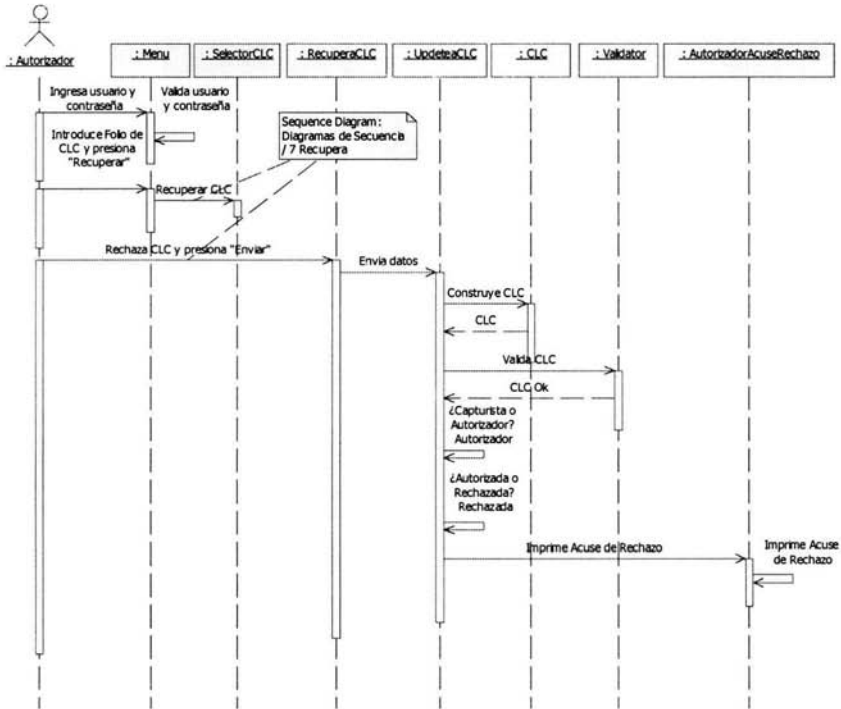 : Autorizador
: Menu
: SelectorCLC
: RecuperaCLC
: UpdeteaCLC
: CLC
: Validator
: AutorizadorAcuseRechazo
Ingresa usuario y
contraseña
Valida usuario
y contraseña
Introduce Folio de
CLC y presiona
"Recuperar"
Sequence Diagram:
Diagramas de Secuencia
/ 7 Recupera
Recuperar CLC
Rechaza CLC y presiona "Enviar"
Envia datos
Construye CLC
CLC
Valida CLC
CLC Ok
¿Capturista o
Autorizador?
Autorizador
¿Autorizada o
Rechazada?
Rechazada
Imprime Acuse de Rechazo
Imprime Acuse
de Rechazo